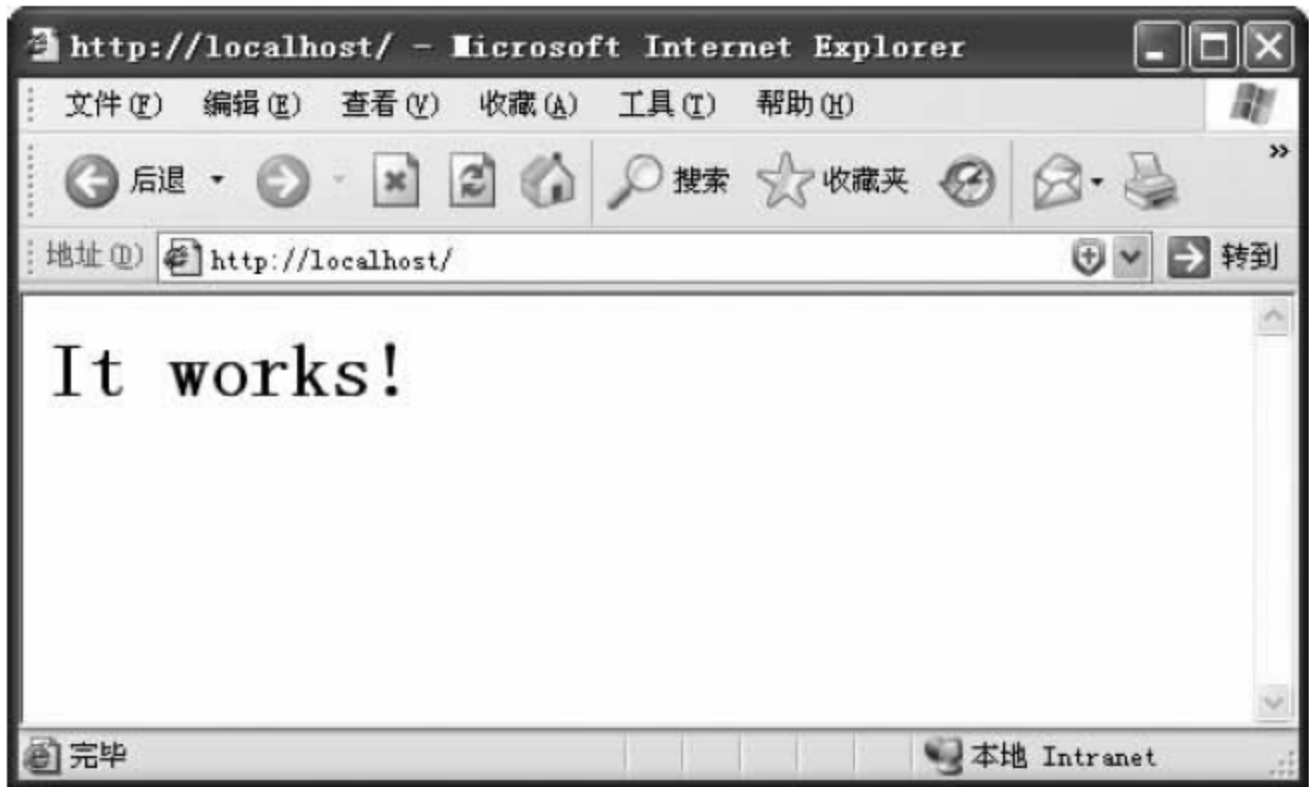 http://localhost/ - Microsoft Internet Explorer
文件(F) 编辑(E) 查看(V) 收藏(A) 工具(T) 帮助(H)
后退 搜索 收藏夹 »
地址(D) http://localhost/ 转到
It works!
完毕 本地 Intranet